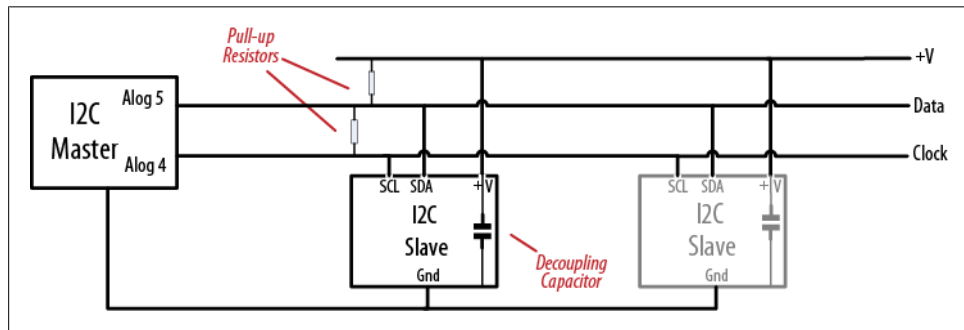 Pull-up
Resistors
+V
I2C
Master
Alog 5
Data
Alog 4
Clock
SCL SDA +V
I2C
Slave
Gnd
Decoupling
Capacitor
SCL SDA +V
I2C
Slave
Gnd